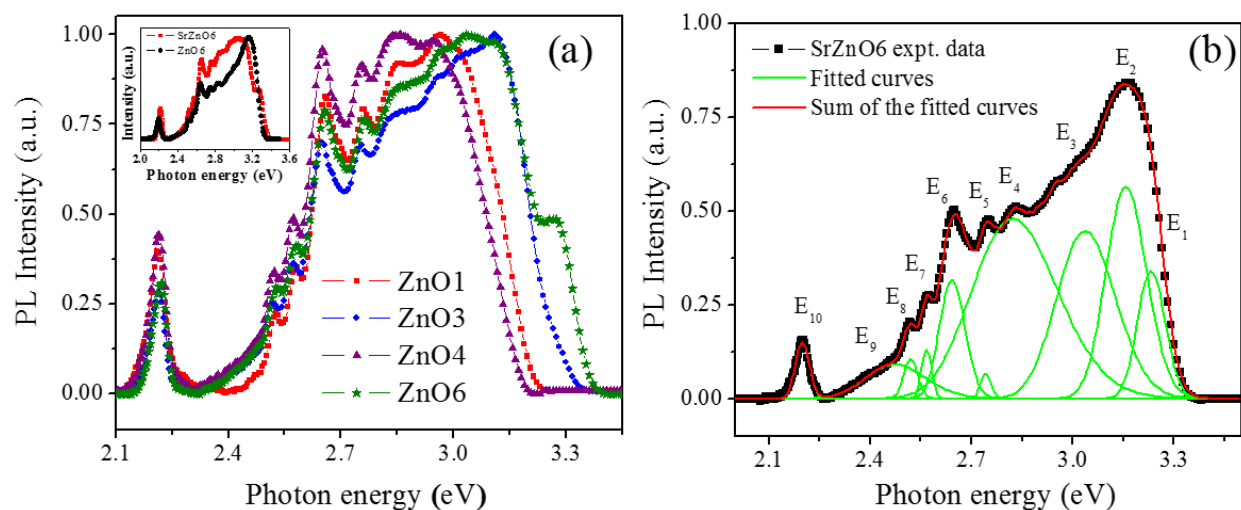 (a)
SrZnO6
ZnO6
Intensity (a.u.)
2.0 2.4 2.8 3.2 3.6
Photon energy (eV)
1.00
0.75
0.50
0.25
0.00
PL Intensity (a.u.)
ZnO1
ZnO3
ZnO4
ZnO6
2.1 2.4 2.7 3.0 3.3
Photon energy (eV)
(b)
SrZnO6 expt. data
Fitted curves
Sum of the fitted curves
1.00
0.75
0.50
0.25
0.00
PL Intensity (a.u.)
E10
E9
E8
E7
E6
E5
E4
E3
E2
E1
2.1 2.4 2.7 3.0 3.3
Photon energy (eV)